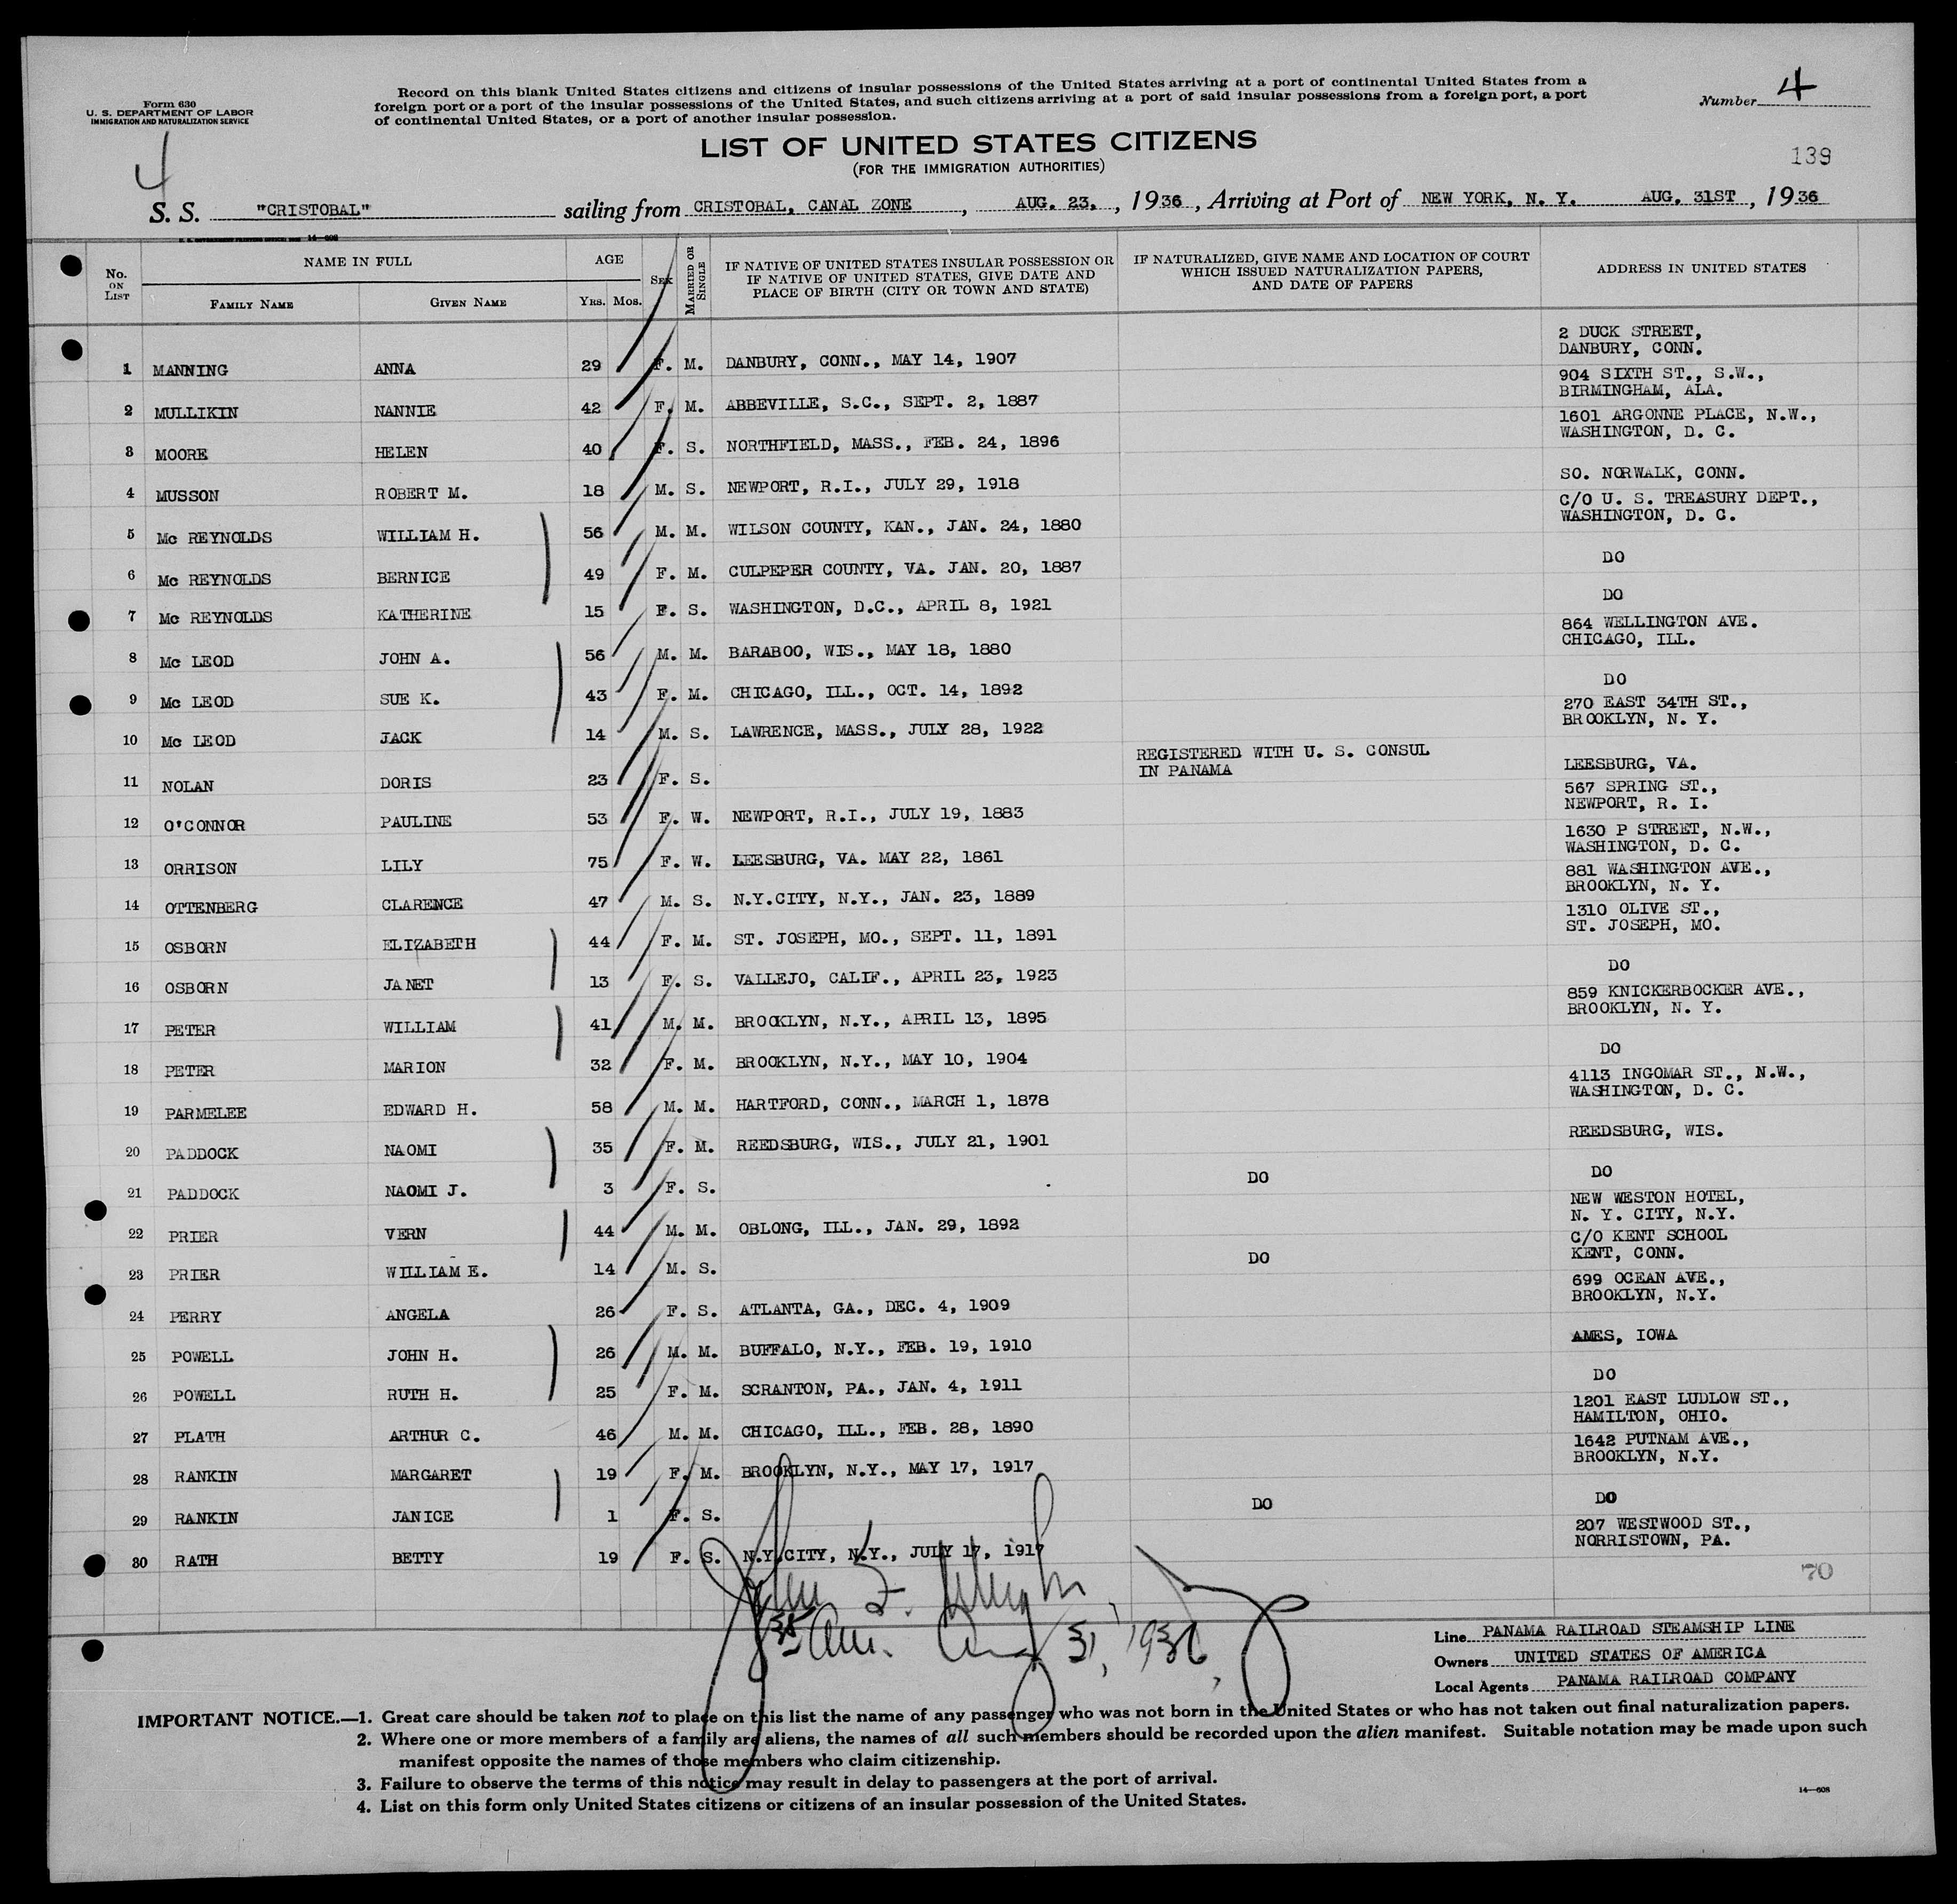 Form 630
U. S. DEPARTMENT OF LABOR
IMMIGRATION AND NATURALIZATION SERVICE
Record on this blank United States citizens and citizens of insular possessions of the United States arriving at a port of continental United States from a
foreign port or a port of the insular possessions of the United States, and such citizens arriving at a port of said insular possessions from a foreign port, a port
of continental United States, or a port of another insular possession.
Number 4
4
LIST OF UNITED STATES CITIZENS
(FOR THE IMMIGRATION AUTHORITIES)
139
S. S. "CRISTOBAL" sailing from CRISTOBAL, CANAL ZONE, AUG. 23, , 1936, Arriving at Port of NEW YORK, N. Y. AUG. 31ST, 1936
14—608
No. ON LIST NAME IN FULL AGE SEX MARRIED OR SINGLE IF NATIVE OF UNITED STATES INSULAR POSSESSION OR IF NATIVE OF UNITED STATES, GIVE DATE AND PLACE OF BIRTH (CITY OR TOWN AND STATE) IF NATURALIZED, GIVE NAME AND LOCATION OF COURT WHICH ISSUED NATURALIZATION PAPERS, AND DATE OF PAPERS ADDRESS IN UNITED STATES
FAMILY NAME GIVEN NAME YRS. MOS.
1 MANNING ANNA 29 F. M. DANBURY, CONN., MAY 14, 1907 2 DUCK STREET, DANBURY, CONN.
2 MULLIKIN NANNIE 42 F. M. ABBEVILLE, S.C., SEPT. 2, 1887 904 SIXTH ST., S.W., BIRMINGHAM, ALA.
3 MOORE HELEN 40 F. S. NORTHFIELD, MASS., FEB. 24, 1896 1601 ARGONNE PLACE, N.W., WASHINGTON, D. C.
4 MUSSON ROBERT M. 18 M. S. NEWPORT, R.I., JULY 29, 1918 SO. NORWALK, CONN.
5 Mc REYNOLDS WILLIAM H. 56 M. M. WILSON COUNTY, KAN., JAN. 24, 1880 C/O U. S. TREASURY DEPT., WASHINGTON, D. C.
6 Mc REYNOLDS BERNICE 49 F. M. CULPEPER COUNTY, VA. JAN. 20, 1887 DO
7 Mc REYNOLDS KATHERINE 15 F. S. WASHINGTON, D.C., APRIL 8, 1921 DO
8 Mc LEOD JOHN A. 56 M. M. BARABOO, WIS., MAY 18, 1880 864 WELLINGTON AVE. CHICAGO, ILL.
9 Mc LEOD SUE K. 43 F. M. CHICAGO, ILL., OCT. 14, 1892 DO
10 Mc LEOD JACK 14 M. S. LAWRENCE, MASS., JULY 28, 1922 270 EAST 34TH ST., BROOKLYN, N. Y.
11 NOLAN DORIS 23 F. S. REGISTERED WITH U. S. CONSUL IN PANAMA LEESBURG, VA.
12 O'CONNOR PAULINE 53 F. W. NEWPORT, R.I., JULY 19, 1883 567 SPRING ST., NEWPORT, R. I.
13 ORRISON LILY 75 F. W. LEESBURG, VA. MAY 22, 1861 1630 P STREET, N.W., WASHINGTON, D. C.
14 OTTENBERG CLARENCE 47 M. S. N.Y.CITY, N.Y., JAN. 23, 1889 881 WASHINGTON AVE., BROOKLYN, N. Y.
15 OSBORN ELIZABETH 44 F. M. ST. JOSEPH, MO., SEPT. 11, 1891 1310 OLIVE ST., ST. JOSEPH, MO.
16 OSBORN JANET 13 F. S. VALLEJO, CALIF., APRIL 23, 1923 DO
17 PETER WILLIAM 41 M. M. BROOKLYN, N.Y., APRIL 13, 1895 859 KNICKERBOCKER AVE., BROOKLYN, N. Y.
18 PETER MARION 32 F. M. BROOKLYN, N.Y., MAY 10, 1904 DO
19 PARMELEE EDWARD H. 58 M. M. HARTFORD, CONN., MARCH 1, 1878 4113 INGOMAR ST., N.W., WASHINGTON, D. C.
20 PADDOCK NAOMI 35 F. M. REEDSBURG, WIS., JULY 21, 1901 REEDSBURG, WIS.
21 PADDOCK NAOMI J. 3 F. S. DO DO
22 PRIER VERN 44 M. M. OBLONG, ILL., JAN. 29, 1892 NEW WESTON HOTEL, N. Y. CITY, N.Y.
23 PRIER WILLIAM E. 14 M. S. DO C/O KENT SCHOOL KENT, CONN.
24 PERRY ANGELA 26 F. S. ATLANTA, GA., DEC. 4, 1909 699 OCEAN AVE., BROOKLYN, N.Y.
25 POWELL JOHN H. 26 M. M. BUFFALO, N.Y., FEB. 19, 1910 AMES, IOWA
26 POWELL RUTH H. 25 F. M. SCRANTON, PA., JAN. 4, 1911 DO
27 PLATH ARTHUR C. 46 M. M. CHICAGO, ILL., FEB. 28, 1890 1201 EAST LUDLOW ST., HAMILTON, OHIO.
28 RANKIN MARGARET 19 F. M. BROOKLYN, N.Y., MAY 17, 1917 1642 PUTNAM AVE., BROOKLYN, N.Y.
29 RANKIN JANICE 1 F. S. DO DO
30 RATH BETTY 19 F. S. N.Y.CITY, N.Y., JULY 17, 1917 207 WESTWOOD ST., NORRISTOWN, PA.
70
Aug 31, 1936
Line PANAMA RAILROAD STEAMSHIP LINE
Owners UNITED STATES OF AMERICA
Local Agents PANAMA RAILROAD COMPANY
IMPORTANT NOTICE.—1. Great care should be taken not to place on this list the name of any passenger who was not born in the United States or who has not taken out final naturalization papers.
2. Where one or more members of a family are aliens, the names of all such members should be recorded upon the alien manifest. Suitable notation may be made upon such
manifest opposite the names of those members who claim citizenship.
3. Failure to observe the terms of this notice may result in delay to passengers at the port of arrival.
4. List on this form only United States citizens or citizens of an insular possession of the United States.
14—608